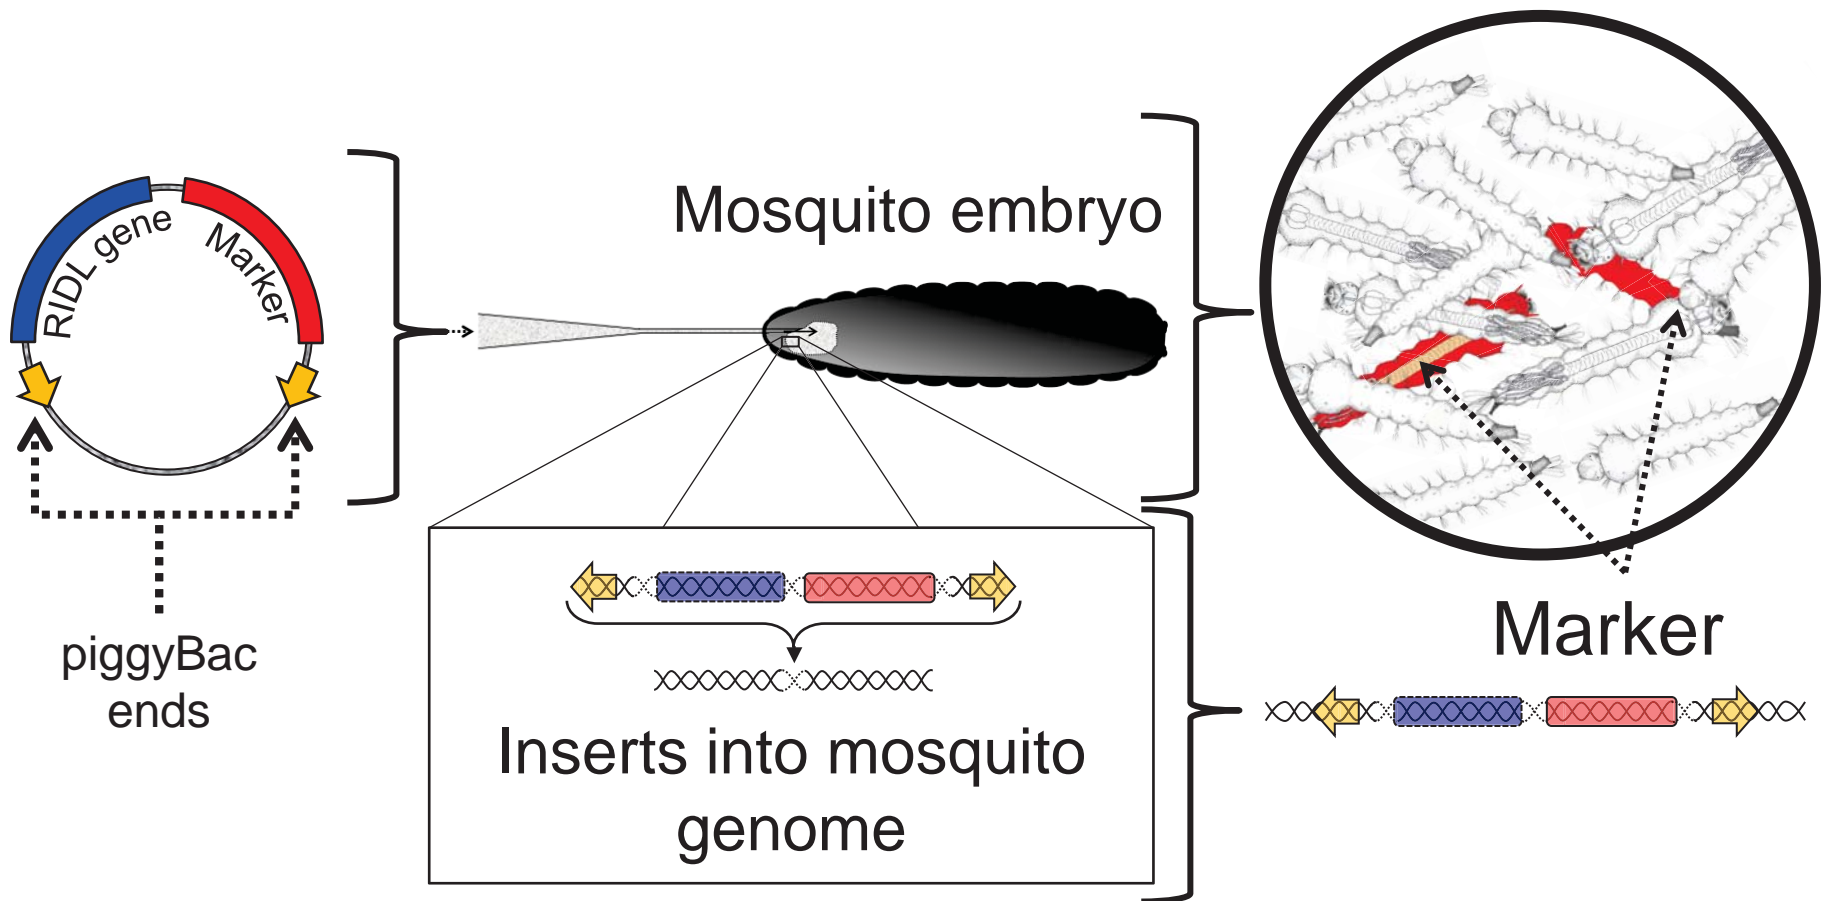 RIDL gene
Marker
piggyBac
ends
Mosquito embryo
Inserts into mosquito
genome
Marker